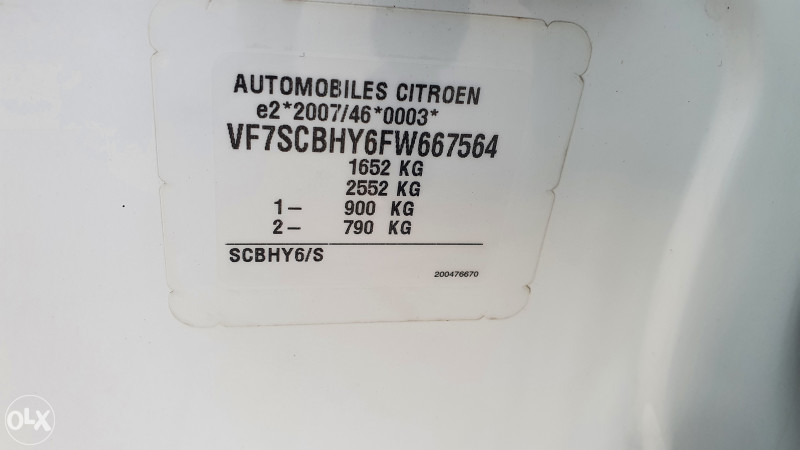 AUTOMOBILES CITROEN
e2*2007/46*0003*
VF7SCBHY6FW667564
1652 KG
2552 KG
1- 900 KG
2- 790 KG
SCBHY6/S
200476670
OLX